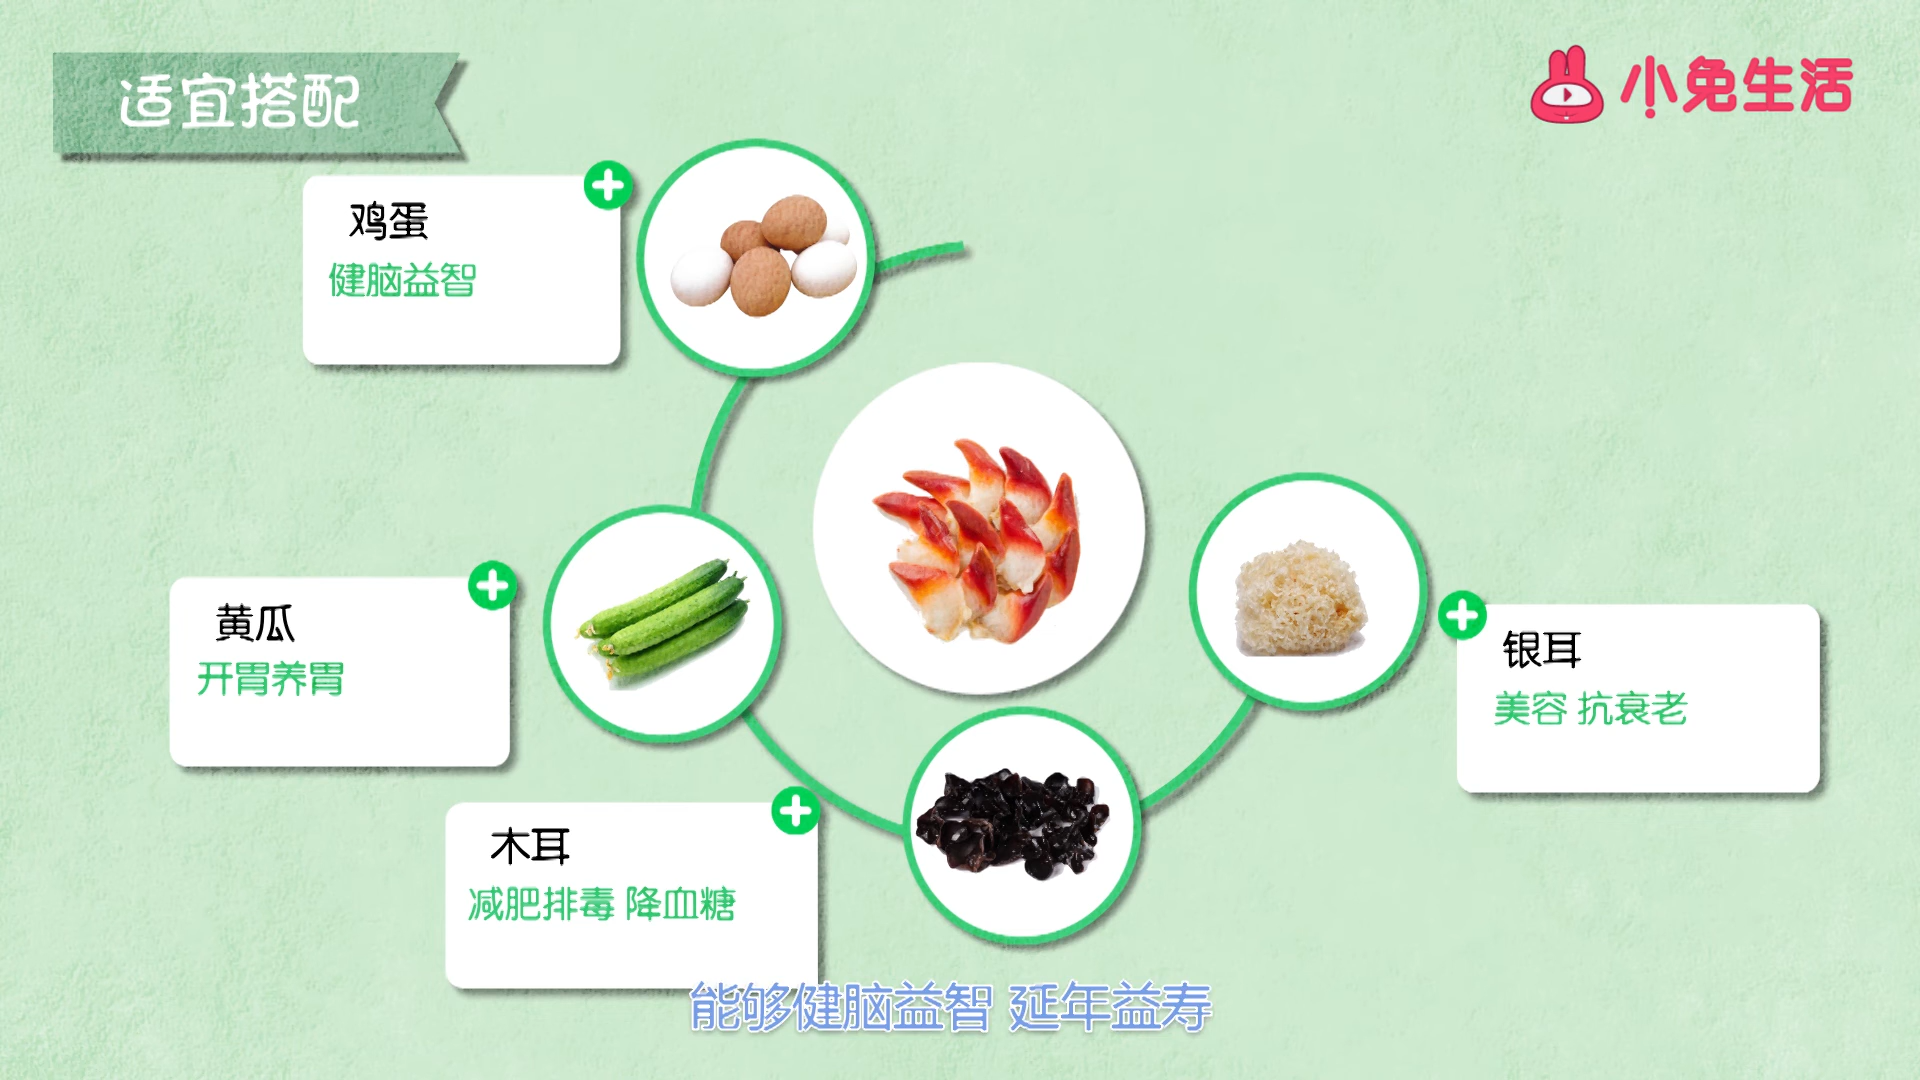 适宜搭配
小兔生活
鸡蛋
健脑益智
黄瓜
开胃养胃
银耳
美容 抗衰老
木耳
减肥排毒 降血糖
能够健脑益智 延年益寿